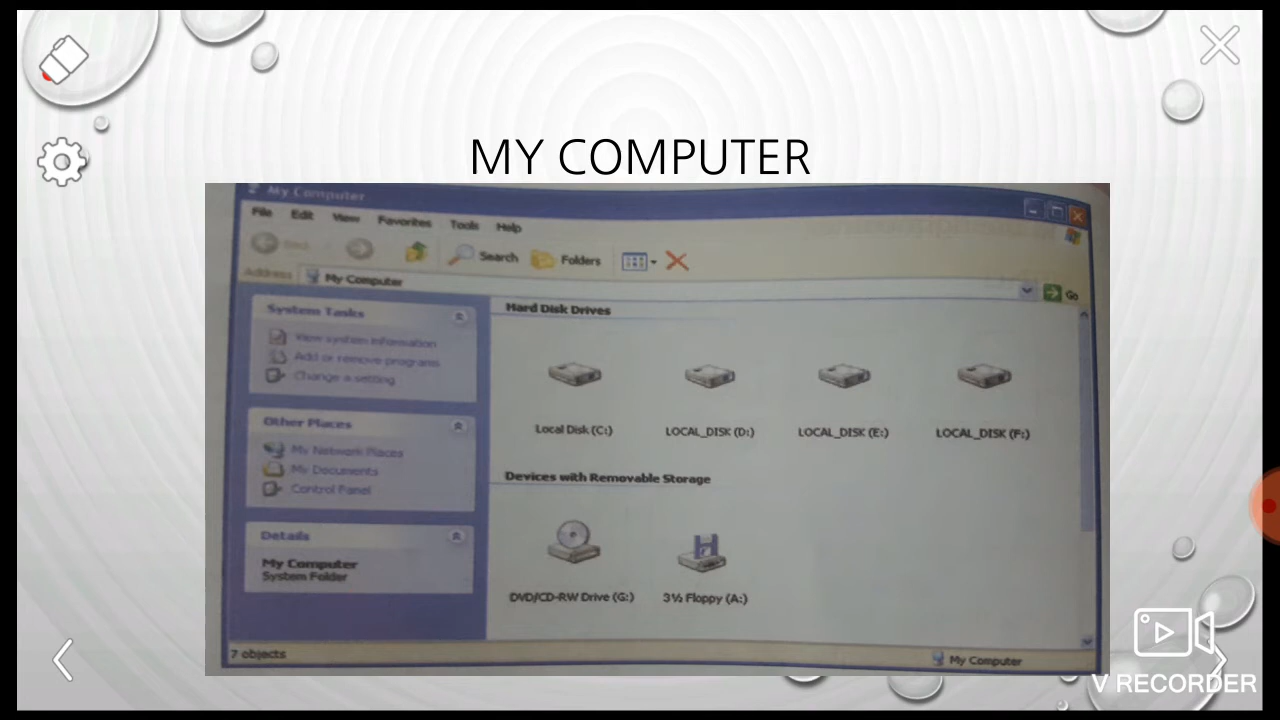 MY COMPUTER
My Computer
File Edit View Favorites Tools Help
Back Search Folders
Address My Computer Go
System Tasks
View system information
Add or remove programs
Change a setting
Other Places
My Network Places
My Documents
Control Panel
Details
My Computer
System Folder
Hard Disk Drives
Local Disk (C:) LOCAL_DISK (D:) LOCAL_DISK (E:) LOCAL_DISK (F:)
Devices with Removable Storage
DVD/CD-RW Drive (G:) 3½ Floppy (A:)
7 objects My Computer
V RECORDER